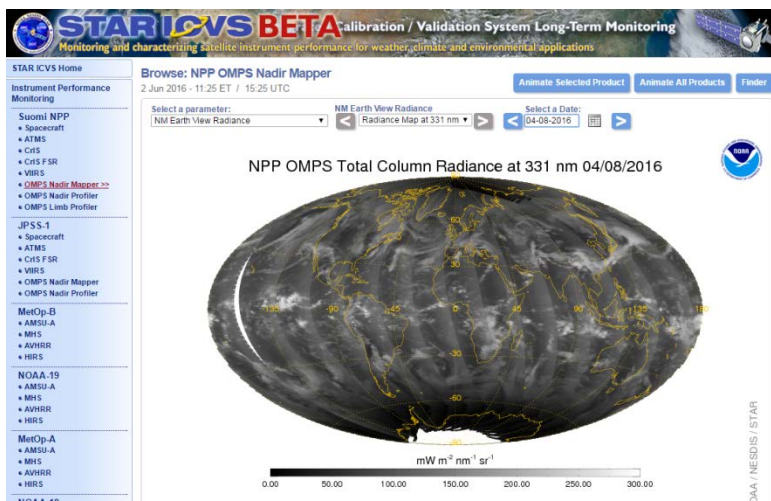 STAR ICVS BETA Calibration / Validation System Long-Term Monitoring
Monitoring and characterizing satellite instrument performance for weather, climate and environmental applications
STAR ICVS Home
Instrument Performance
Monitoring
Suomi NPP
Spacecraft
ATMS
CrIS
CrIS FSR
VIIRS
OMPS Nadir Mapper >>
OMPS Nadir Profiler
OMPS Limb Profiler
JPSS-1
Spacecraft
ATMS
CrIS FSR
VIIRS
OMPS Nadir Mapper
OMPS Nadir Profiler
MetOp-B
AMSU-A
MHS
AVHRR
HIRS
NOAA-19
AMSU-A
MHS
AVHRR
HIRS
MetOp-A
AMSU-A
MHS
AVHRR
HIRS
Browse: NPP OMPS Nadir Mapper
2 Jun 2016 - 11:25 ET / 15:25 UTC
Animate Selected Product
Animate All Products
Finder
Select a parameter:
NM Earth View Radiance
NM Earth View Radiance
Radiance Map at 331 nm
Select a Date:
04-08-2016
NPP OMPS Total Column Radiance at 331 nm 04/08/2016
NOAA
60
30
-135 -90 -45 0 45 90 135 180
-30
-60
-90
mW m⁻² nm⁻¹ sr⁻¹
0.00 50.00 100.00 150.00 200.00 250.00 300.00
/ NESDIS / STAR